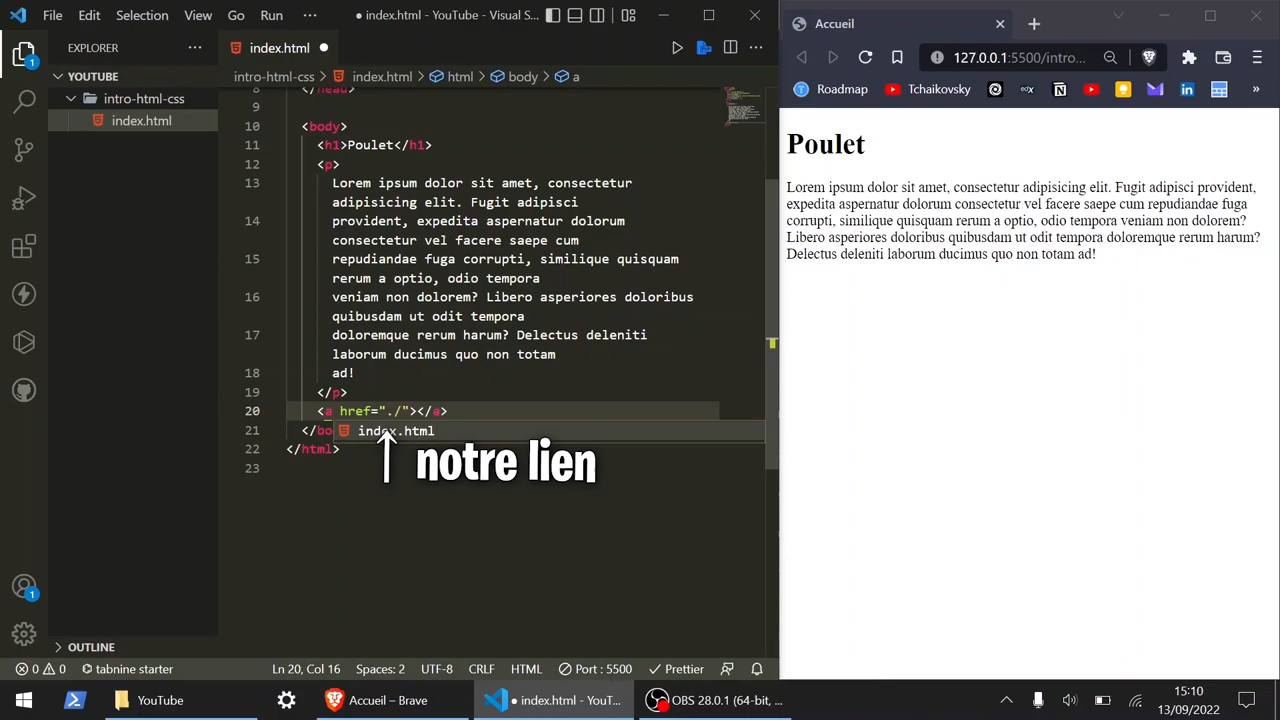 File Edit Selection View Go Run ··· ● index.html - YouTube - Visual S...
EXPLORER ···
YOUTUBE
intro-html-css
index.html
OUTLINE
index.html ●
intro-html-css > index.html > html > body > a
8 </head>
9
10 <body>
11 <h1>Poulet</h1>
12 <p>
13 Lorem ipsum dolor sit amet, consectetur
adipisicing elit. Fugit adipisci
14 provident, expedita aspernatur dolorum
consectetur vel facere saepe cum
15 repudiandae fuga corrupti, similique quisquam
rerum a optio, odio tempora
16 veniam non dolorem? Libero asperiores doloribus
quibusdam ut odit tempora
17 doloremque rerum harum? Delectus deleniti
laborum ducimus quo non totam
18 ad!
19 </p>
20 <a href="./"></a>
index.html
21 </bo
22 </html>
23
↑ notre lien
1
0 0 tabnine starter Ln 20, Col 16 Spaces: 2 UTF-8 CRLF HTML Port : 5500 Prettier
Accueil
127.0.0.1:5500/intro...
Roadmap Tchaikovsky edX »
Poulet
Lorem ipsum dolor sit amet, consectetur adipisicing elit. Fugit adipisci provident,
expedita aspernatur dolorum consectetur vel facere saepe cum repudiandae fuga
corrupti, similique quisquam rerum a optio, odio tempora veniam non dolorem?
Libero asperiores doloribus quibusdam ut odit tempora doloremque rerum harum?
Delectus deleniti laborum ducimus quo non totam ad!
YouTube Accueil – Brave ● index.html - YouT... OBS 28.0.1 (64-bit, ...
15:10
13/09/2022